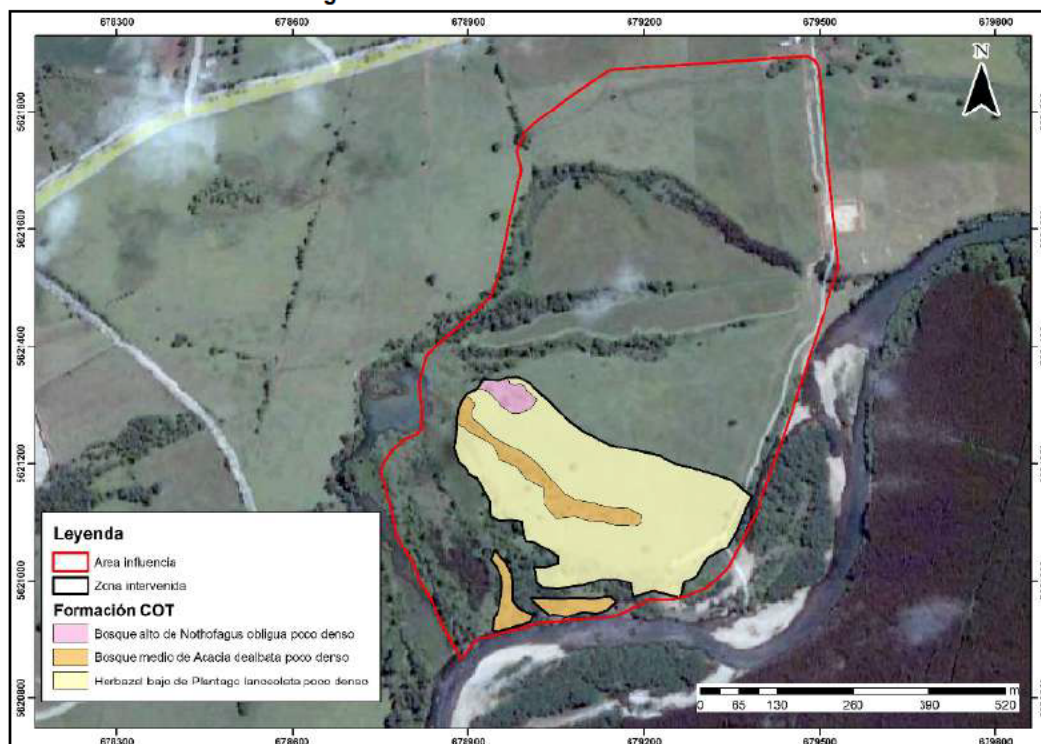 678300 678600 678900 679200 679500 679800
N
5621800
5621600
5621400
5621200
5621000
5620800
Leyenda
Area influencia
Zona intervenida
Formación COT
Bosque alto de Nothofagus obligua poco denso
Bosque medio de Acacia dealbata poco denso
Herbazal bajo de Plantago lanceolata poco denso
m
0 65 130 260 390 520
678300 678600 678900 679200 679500 679800